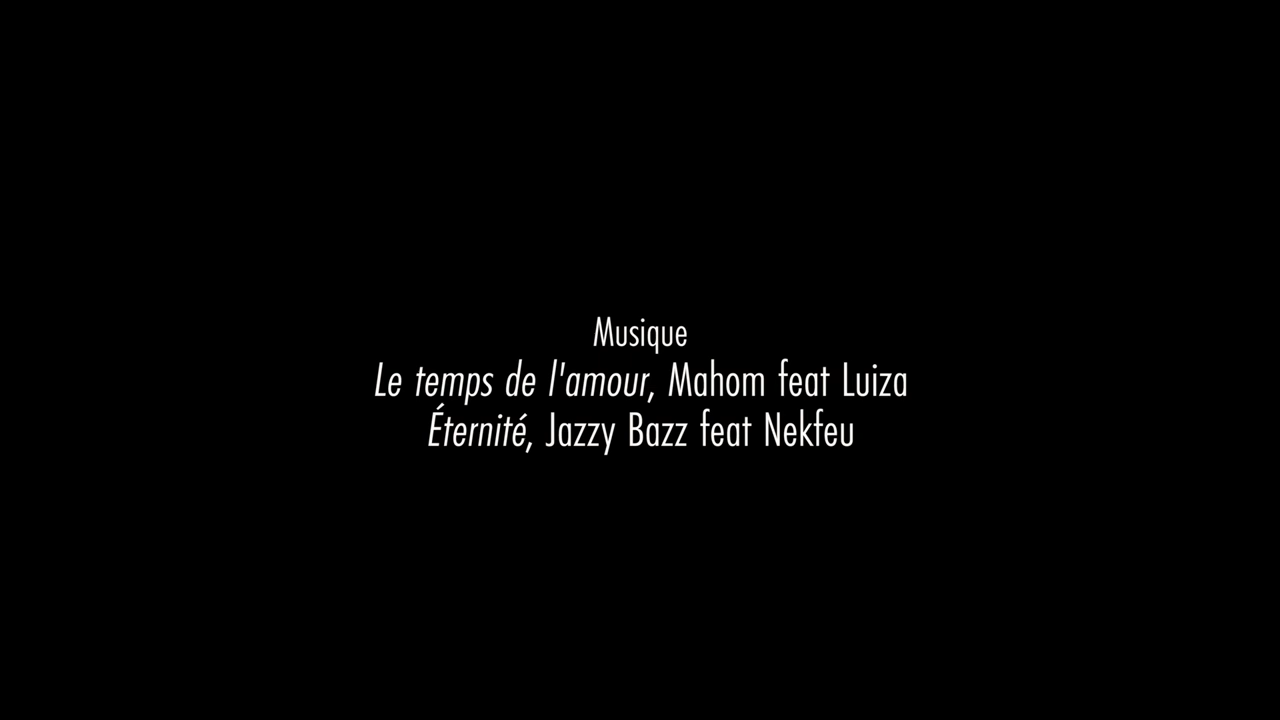 Musique
Le temps de l'amour, Mahom feat Luiza
Éternité, Jazzy Bazz feat Nekfeu